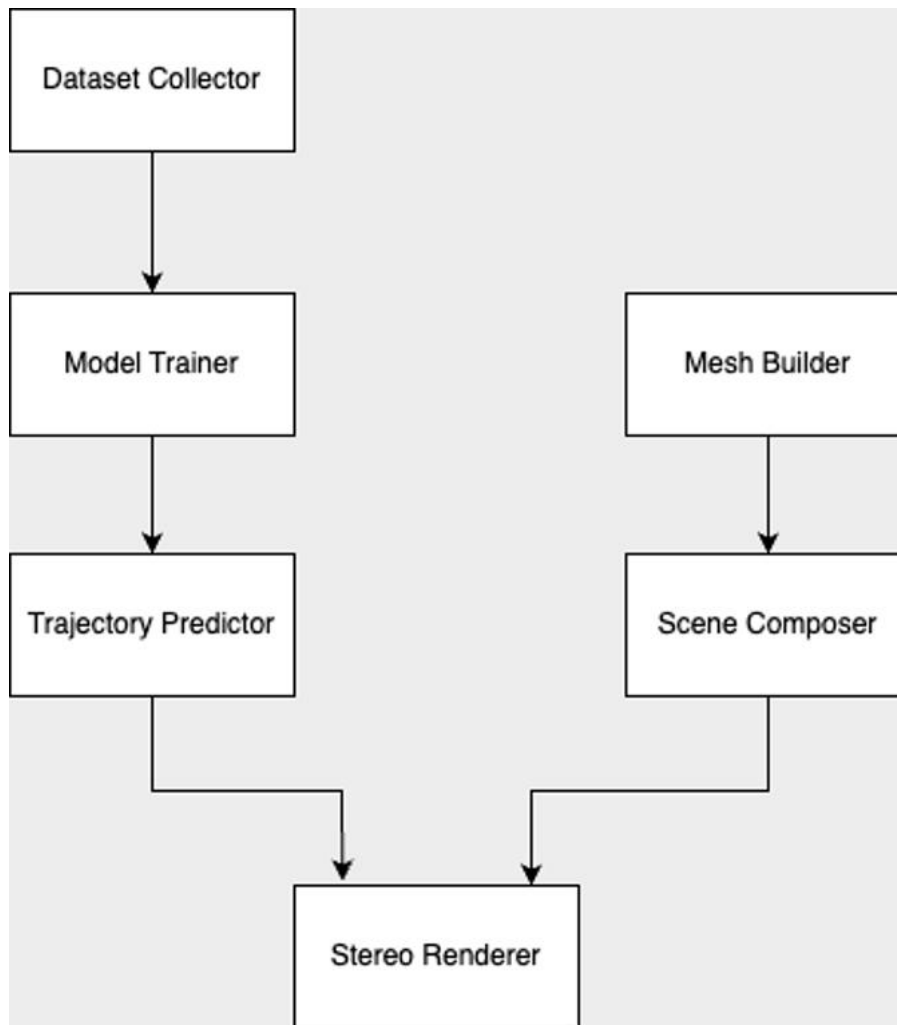 Dataset Collector
Model Trainer
Mesh Builder
Trajectory Predictor
Scene Composer
Stereo Renderer